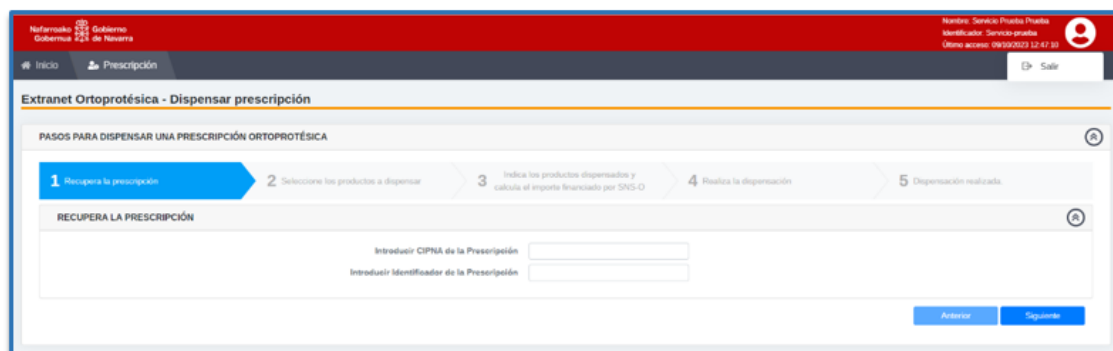 Nafarroako Gobierno
Gobernua de Navarra
Nombre: Servicio Prueba Prueba
Identificador: Servicio-prueba
Último acceso: 09/10/2023 12:47:10
Inicio Prescripción Salir
Extranet Ortoprotésica - Dispensar prescripción
PASOS PARA DISPENSAR UNA PRESCRIPCIÓN ORTOPROTÉSICA
1 Recupera la prescripción
2 Seleccione los productos a dispensar
3 Indica los productos dispensados y
calcula el importe financiado por SNS-O
4 Realiza la dispensación
5 Dispensación realizada.
RECUPERA LA PRESCRIPCIÓN
Introducir CIPNA de la Prescripción
Introducir Identificador de la Prescripción
Anterior Siguiente